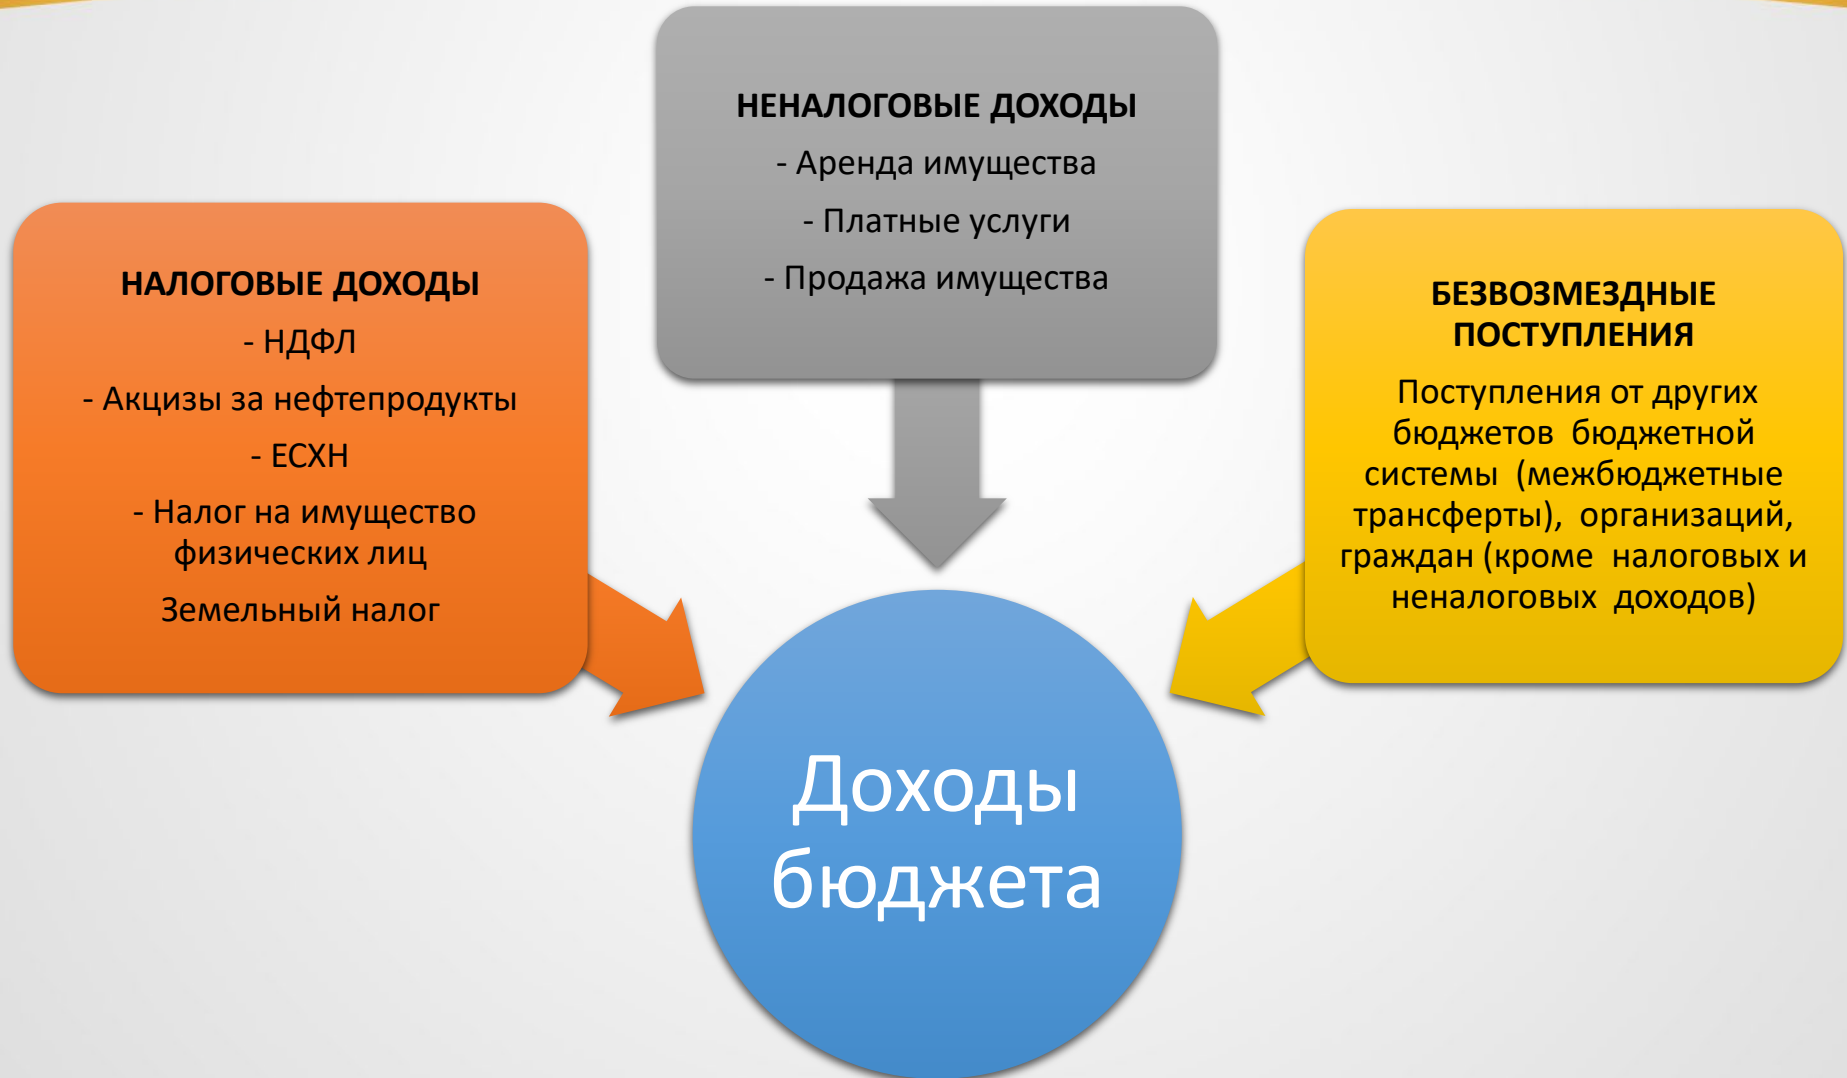 НЕНАЛОГОВЫЕ ДОХОДЫ
- Аренда имущества
- Платные услуги
- Продажа имущества
НАЛОГОВЫЕ ДОХОДЫ
- НДФЛ
- Акцизы за нефтепродукты
- ЕСХН
- Налог на имущество
физических лиц
Земельный налог
БЕЗВОЗМЕЗДНЫЕ
ПОСТУПЛЕНИЯ
Поступления от других
бюджетов бюджетной
системы (межбюджетные
трансферты), организаций,
граждан (кроме налоговых и
неналоговых доходов)
Доходы
бюджета